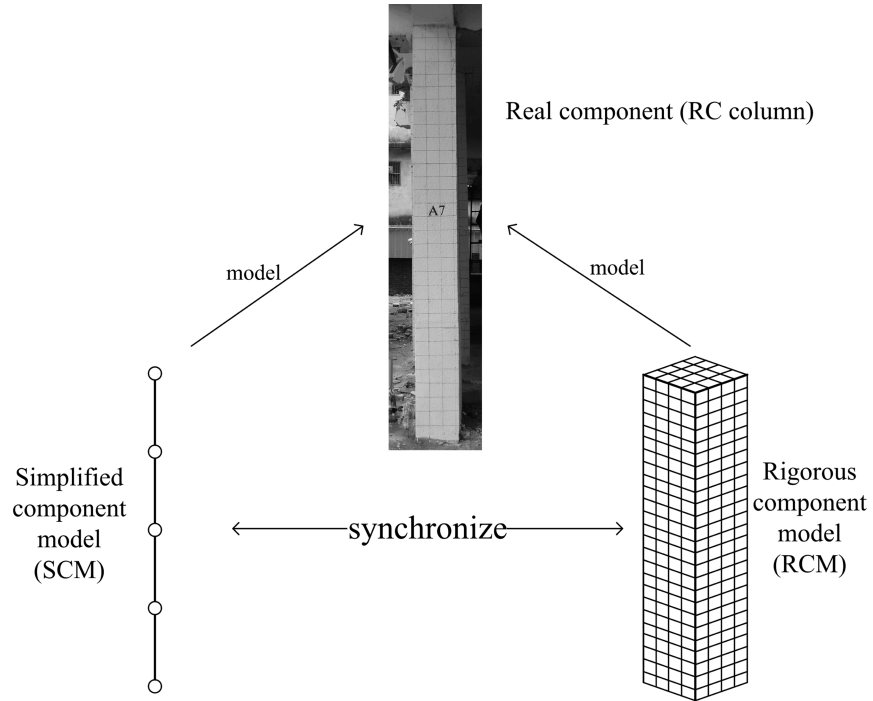 Real component (RC column)
A7
model
model
Simplified
component
model
(SCM)
synchronize
Rigorous
component
model
(RCM)